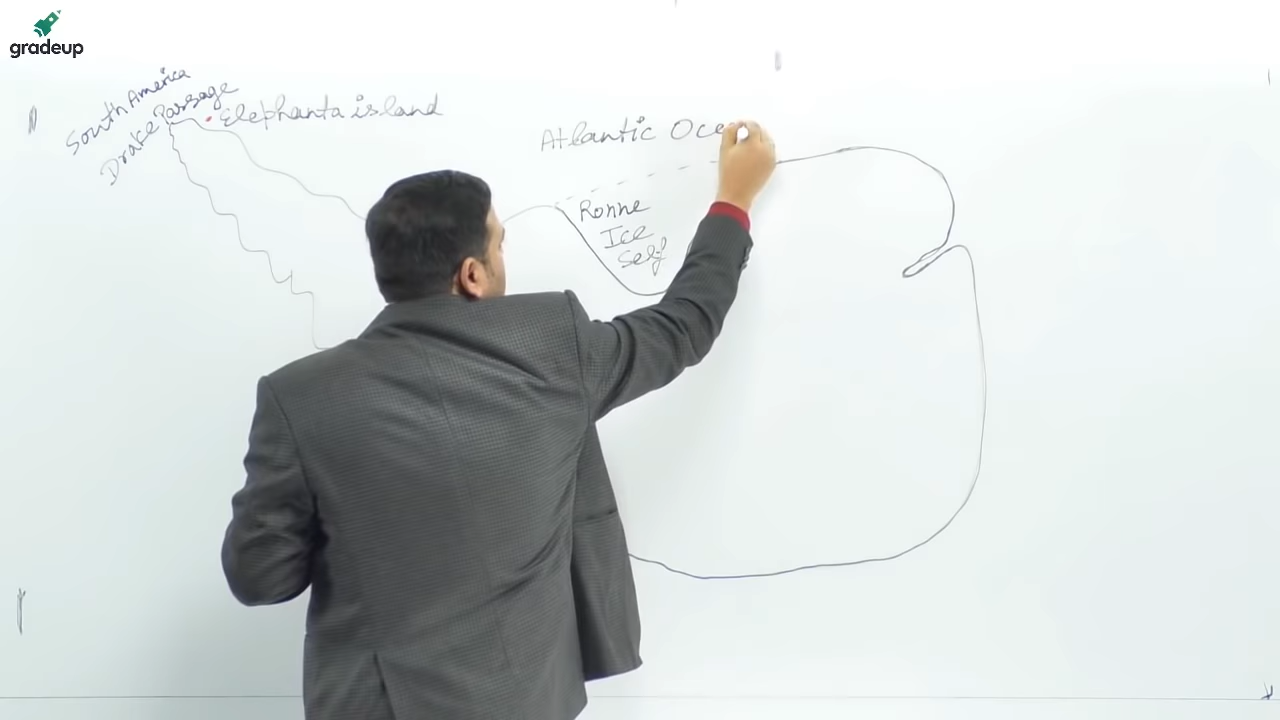 gradeup
South America
Drake Passage
Elephanta island
Atlantic Oce
Ronne
Ice
Self